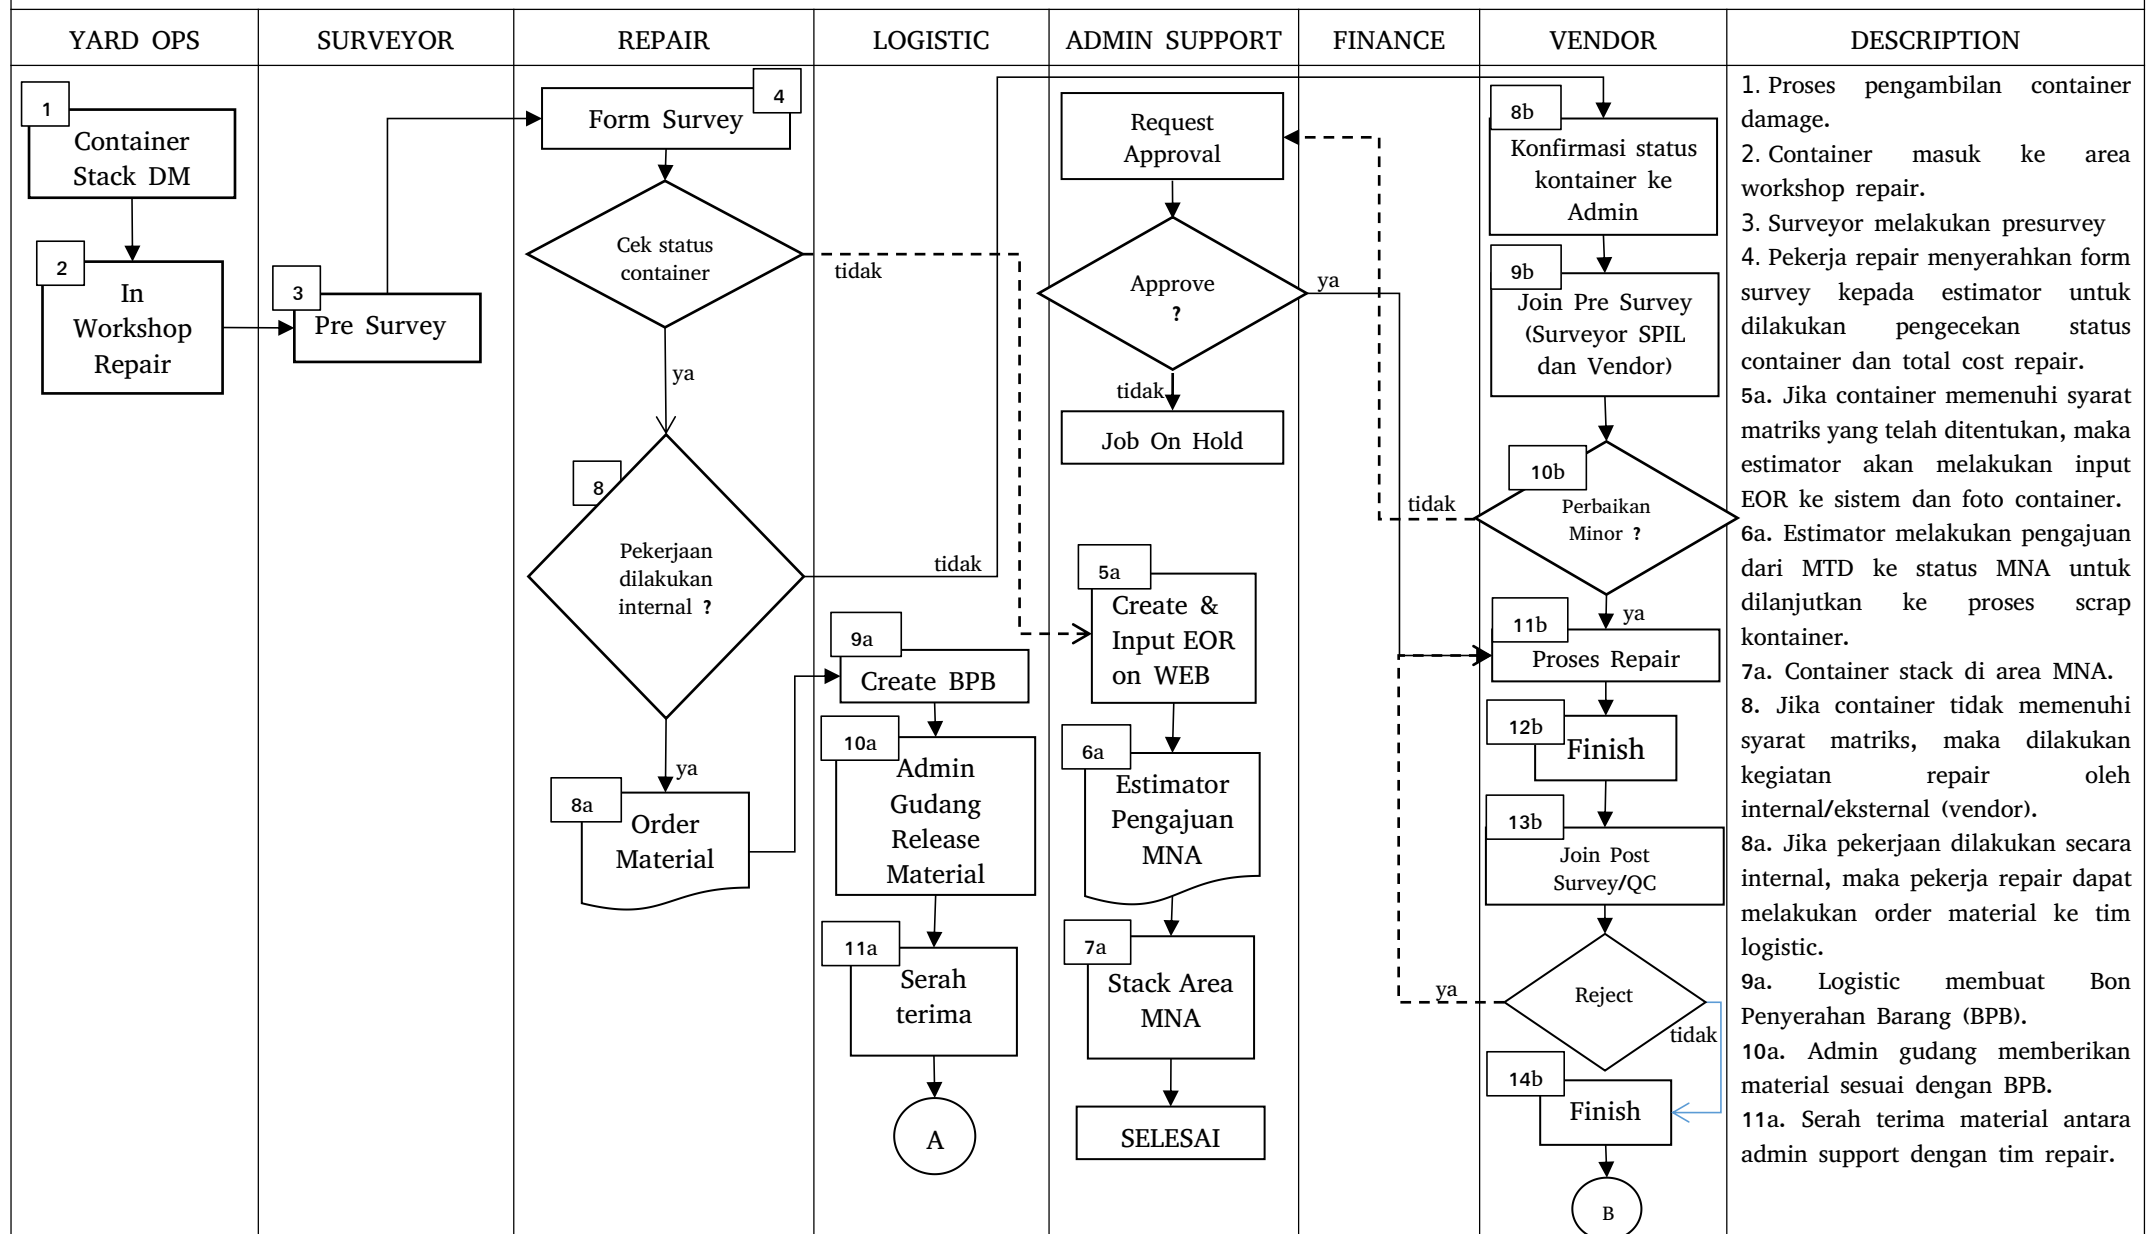 YARD OPS
SURVEYOR
REPAIR
LOGISTIC
ADMIN SUPPORT
FINANCE
VENDOR
DESCRIPTION
1
Container
Stack DM
2
In
Workshop
Repair
3
Pre Survey
4
Form Survey
Cek status
container
tidak
ya
8
Pekerjaan
dilakukan
internal ?
tidak
ya
8a
Order
Material
9a
Create BPB
10a
Admin
Gudang
Release
Material
11a
Serah
terima
A
Request
Approval
Approve
?
ya
tidak
Job On Hold
5a
Create &
Input EOR
on WEB
6a
Estimator
Pengajuan
MNA
7a
Stack Area
MNA
SELESAI
8b
Konfirmasi status
kontainer ke
Admin
9b
Join Pre Survey
(Surveyor SPIL
dan Vendor)
10b
Perbaikan
Minor ?
tidak
ya
11b
Proses Repair
12b
Finish
13b
Join Post
Survey/QC
Reject
ya
tidak
14b
Finish
B
1. Proses pengambilan container
damage.
2. Container masuk ke area
workshop repair.
3. Surveyor melakukan presurvey
4. Pekerja repair menyerahkan form
survey kepada estimator untuk
dilakukan pengecekan status
container dan total cost repair.
5a. Jika container memenuhi syarat
matriks yang telah ditentukan, maka
estimator akan melakukan input
EOR ke sistem dan foto container.
6a. Estimator melakukan pengajuan
dari MTD ke status MNA untuk
dilanjutkan ke proses scrap
kontainer.
7a. Container stack di area MNA.
8. Jika container tidak memenuhi
syarat matriks, maka dilakukan
kegiatan repair oleh
internal/eksternal (vendor).
8a. Jika pekerjaan dilakukan secara
internal, maka pekerja repair dapat
melakukan order material ke tim
logistic.
9a. Logistic membuat Bon
Penyerahan Barang (BPB).
10a. Admin gudang memberikan
material sesuai dengan BPB.
11a. Serah terima material antara
admin support dengan tim repair.